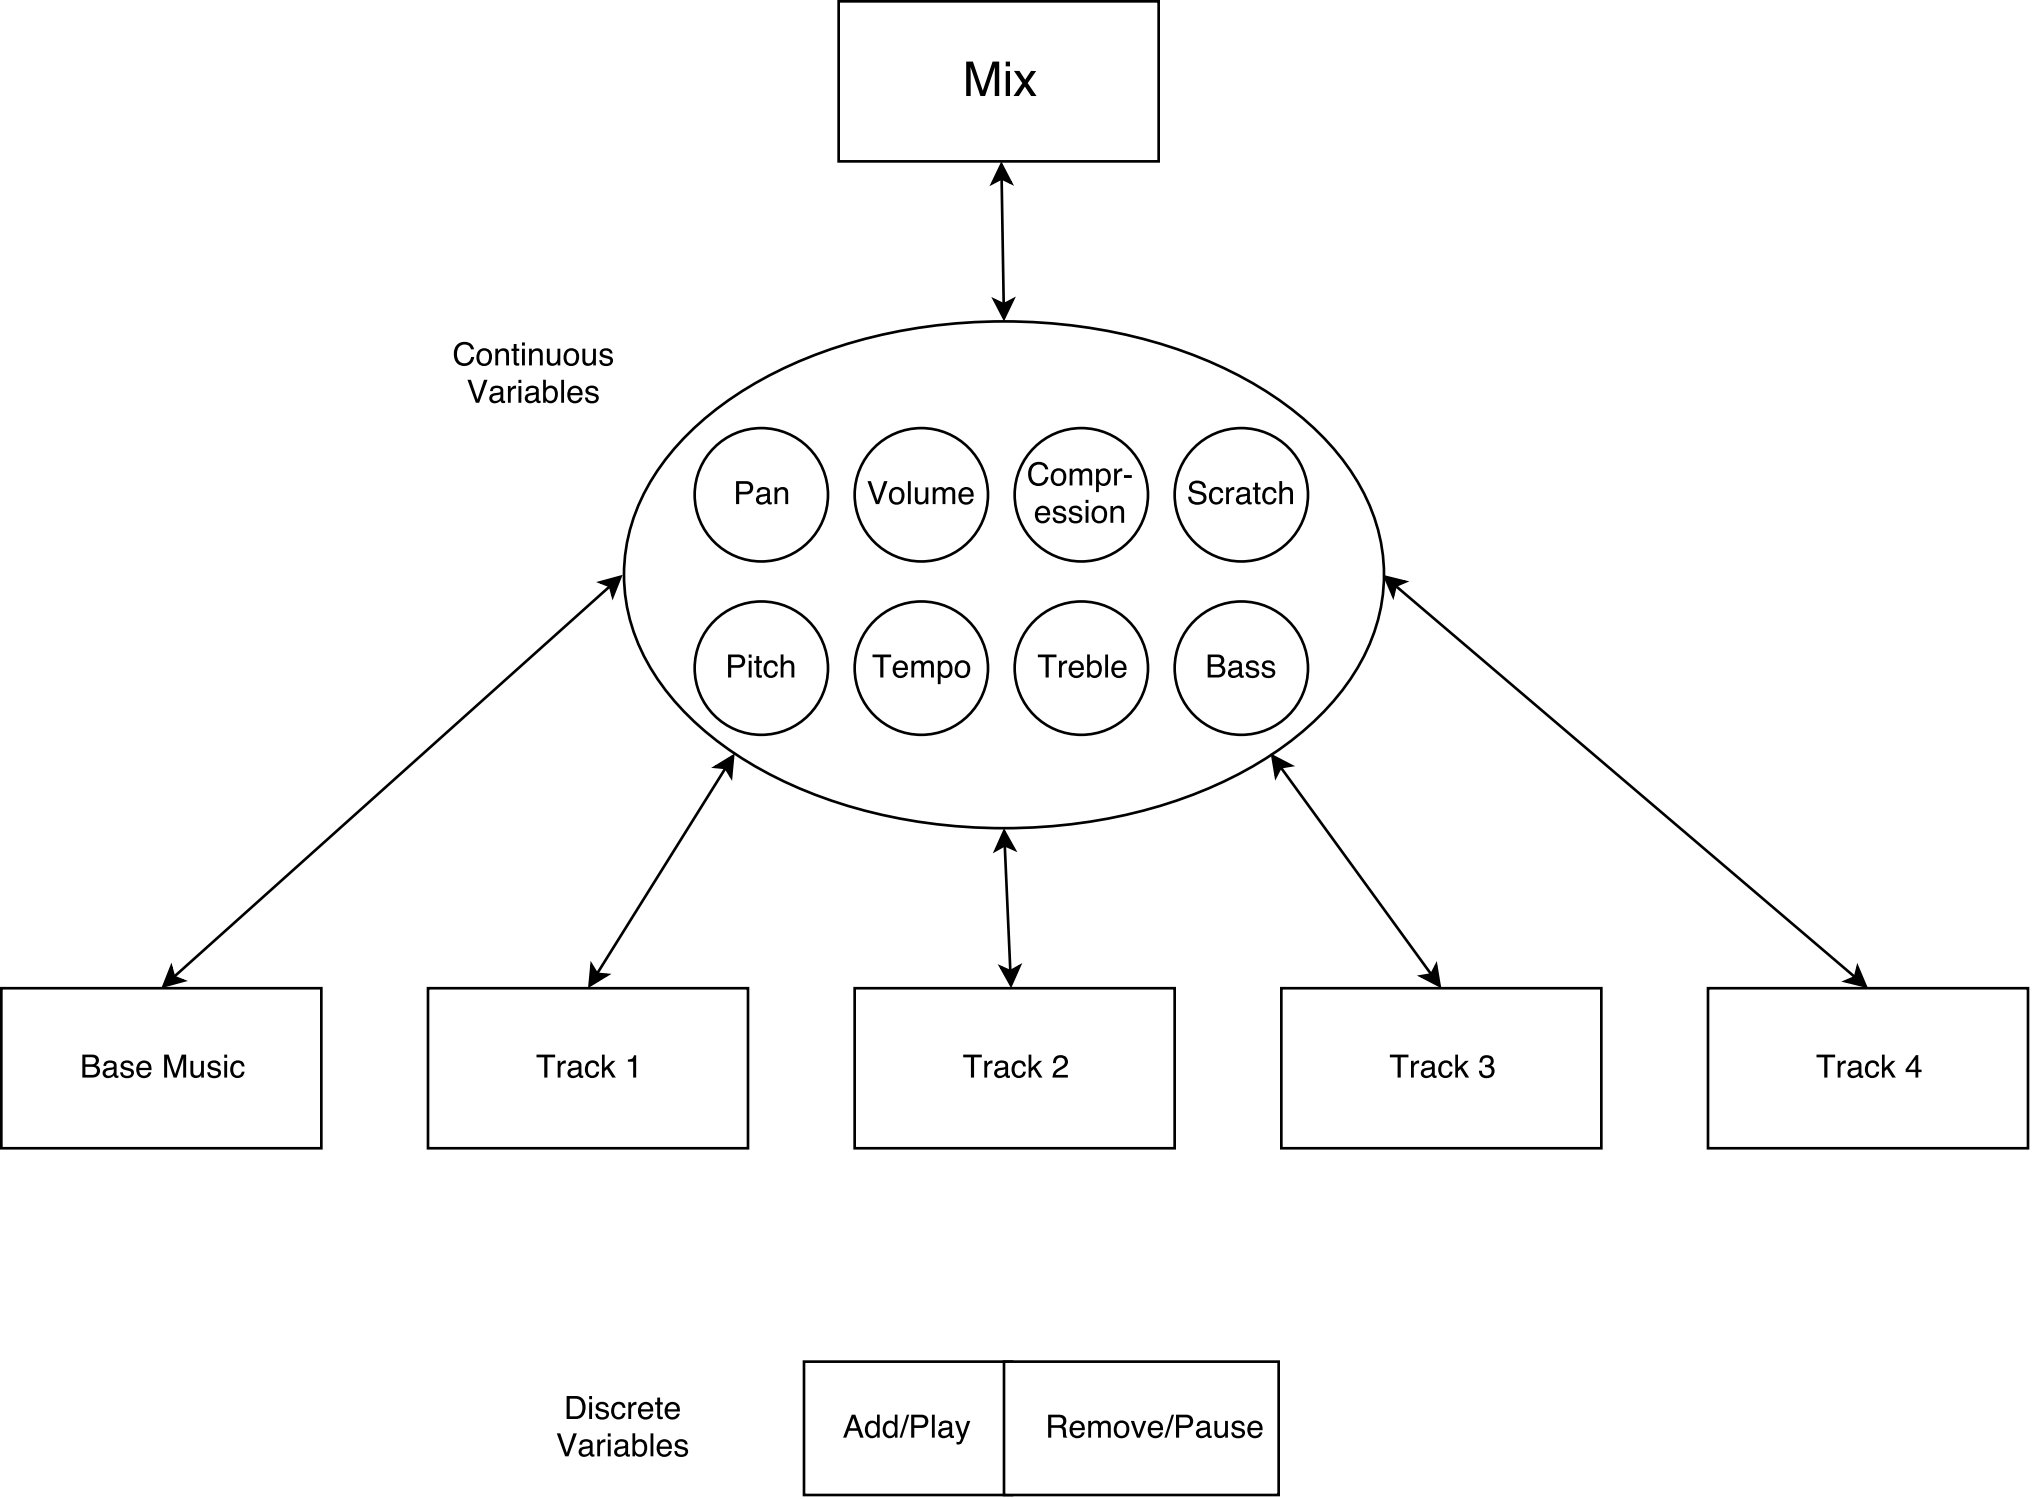 Mix
Continuous
Variables
Pan
Volume
Compr-
ession
Scratch
Pitch
Tempo
Treble
Bass
Base Music
Track 1
Track 2
Track 3
Track 4
Discrete
Variables
Add/Play
Remove/Pause